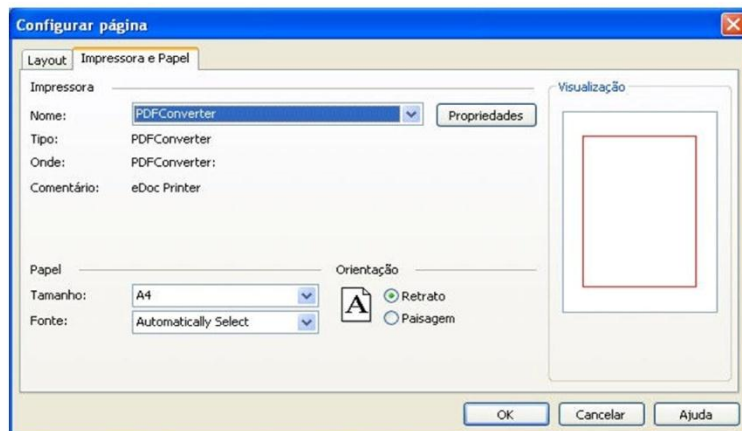 Configurar página
Layout Impressora e Papel
Impressora
Nome: PDFConverter Propriedades
Tipo: PDFConverter
Onde: PDFConverter:
Comentário: eDoc Printer
Visualização
Papel
Tamanho: A4
Fonte: Automatically Select
Orientação
A
Retrato
Paisagem
OK Cancelar Ajuda